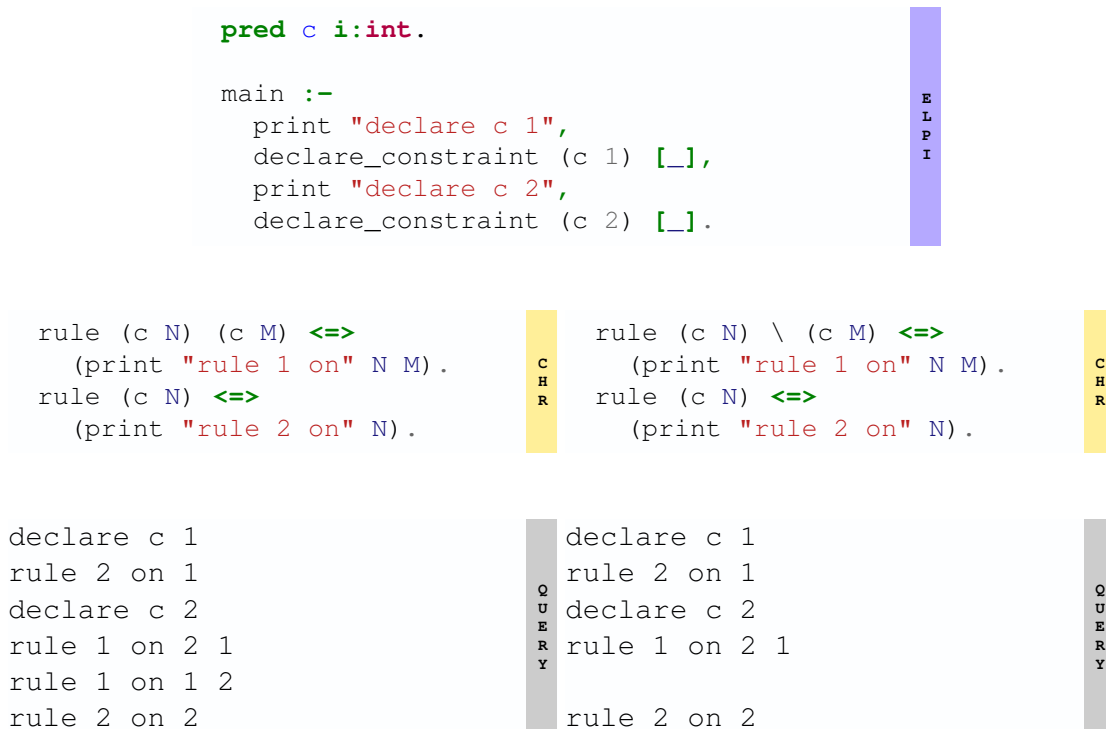 pred c i:int.
main :-
print "declare c 1",
declare_constraint (c 1) [_],
print "declare c 2",
declare_constraint (c 2) [_].
ELPI
rule (c N) (c M) <=>
(print "rule 1 on" N M).
rule (c N) <=>
(print "rule 2 on" N).
CHR
rule (c N) \ (c M) <=>
(print "rule 1 on" N M).
rule (c N) <=>
(print "rule 2 on" N).
CHR
declare c 1
rule 2 on 1
declare c 2
rule 1 on 2 1
rule 1 on 1 2
rule 2 on 2
QUERY
declare c 1
rule 2 on 1
declare c 2
rule 1 on 2 1
rule 2 on 2
QUERY